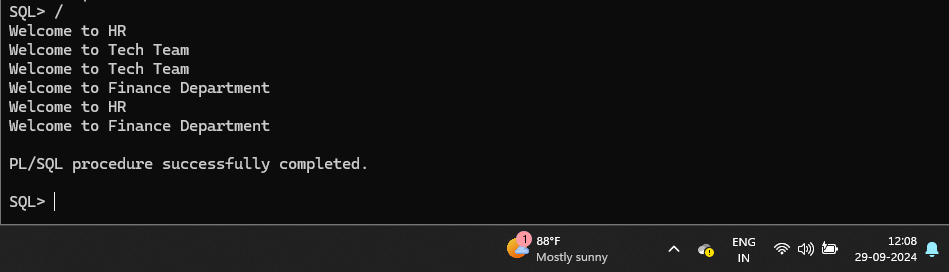 SQL> /
Welcome to HR
Welcome to Tech Team
Welcome to Tech Team
Welcome to Finance Department
Welcome to HR
Welcome to Finance Department
PL/SQL procedure successfully completed.
SQL>
1
88°F
Mostly sunny
ENG
IN
12:08
29-09-2024